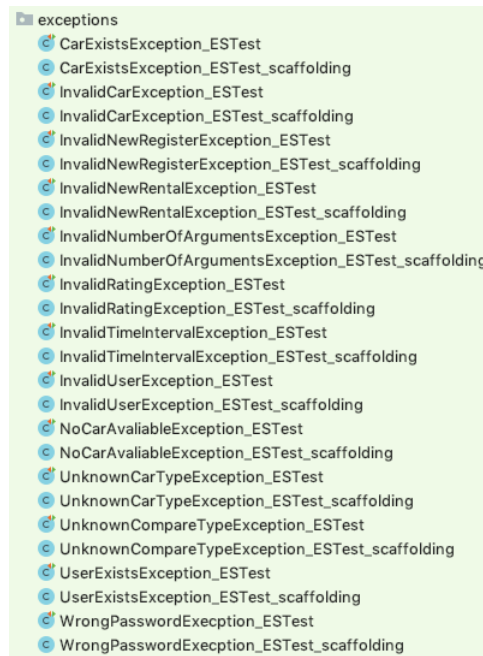 exceptions
CarExistsException_ESTest
CarExistsException_ESTest_scaffolding
InvalidCarException_ESTest
InvalidCarException_ESTest_scaffolding
InvalidNewRegisterException_ESTest
InvalidNewRegisterException_ESTest_scaffolding
InvalidNewRentalException_ESTest
InvalidNewRentalException_ESTest_scaffolding
InvalidNumberOfArgumentsException_ESTest
InvalidNumberOfArgumentsException_ESTest_scaffolding
InvalidRatingException_ESTest
InvalidRatingException_ESTest_scaffolding
InvalidTimeIntervalException_ESTest
InvalidTimeIntervalException_ESTest_scaffolding
InvalidUserException_ESTest
InvalidUserException_ESTest_scaffolding
NoCarAvaliableException_ESTest
NoCarAvaliableException_ESTest_scaffolding
UnknownCarTypeException_ESTest
UnknownCarTypeException_ESTest_scaffolding
UnknownCompareTypeException_ESTest
UnknownCompareTypeException_ESTest_scaffolding
UserExistsException_ESTest
UserExistsException_ESTest_scaffolding
WrongPasswordExecption_ESTest
WrongPasswordExecption_ESTest_scaffolding